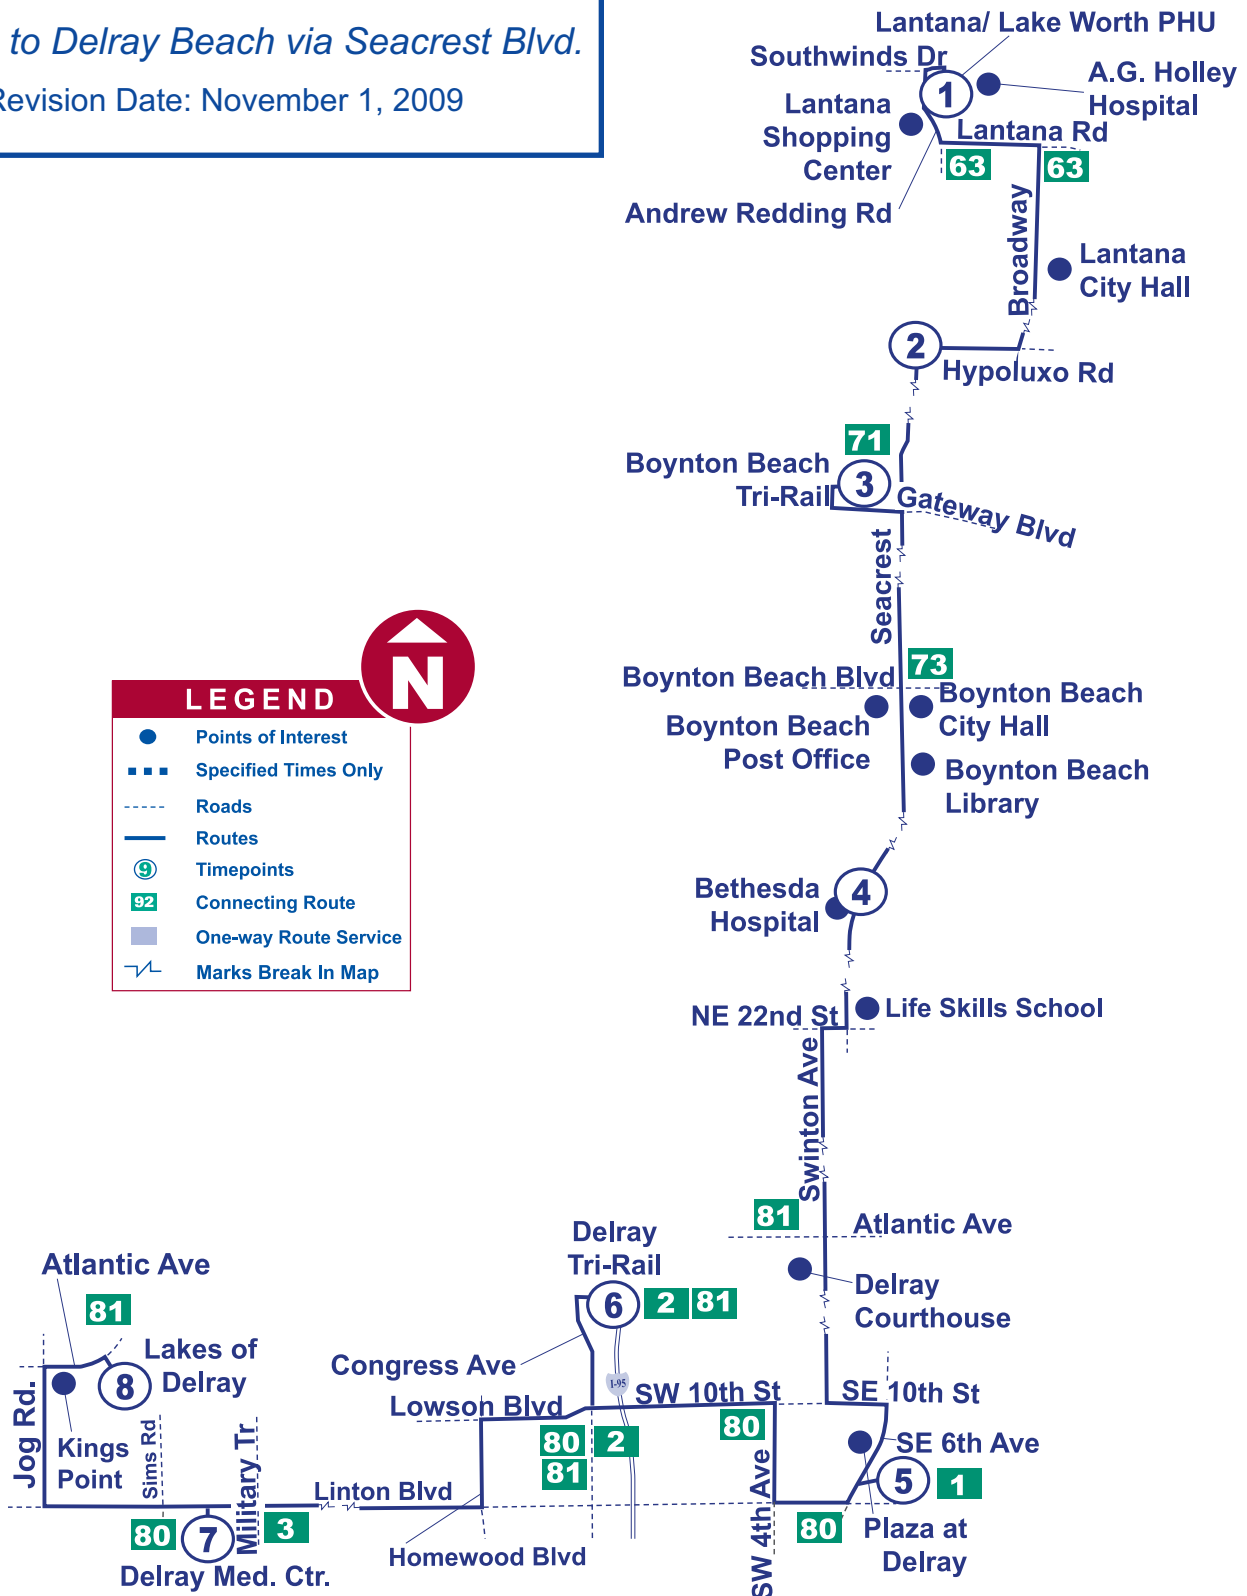 to Delray Beach via Seacrest Blvd.
Revision Date: November 1, 2009
Lantana/ Lake Worth PHU
Southwinds Dr
A.G. Holley
Hospital
1
Lantana
Shopping
Center
Lantana Rd
63
63
Andrew Redding Rd
Broadway
Lantana
City Hall
2
Hypoluxo Rd
71
Boynton Beach
Tri-Rail
3
Gateway Blvd
Seacrest
Boynton Beach Blvd
73
Boynton Beach
City Hall
Boynton Beach
Post Office
Boynton Beach
Library
N
LEGEND
Points of Interest
Specified Times Only
Roads
Routes
9
Timepoints
92
Connecting Route
One-way Route Service
Marks Break In Map
Bethesda
Hospital
4
NE 22nd St
Life Skills School
Swinton Ave
81
Atlantic Ave
Delray
Courthouse
Delray
Tri-Rail
6
2
81
Congress Ave
I-95
Lowson Blvd
SW 10th St
SE 10th St
80
2
81
80
SE 6th Ave
5
1
SW 4th Ave
80
Plaza at
Delray
Atlantic Ave
81
Lakes of
Delray
8
Jog Rd.
Kings
Point
Sims Rd
Military Tr
Linton Blvd
80
7
3
Homewood Blvd
Delray Med. Ctr.